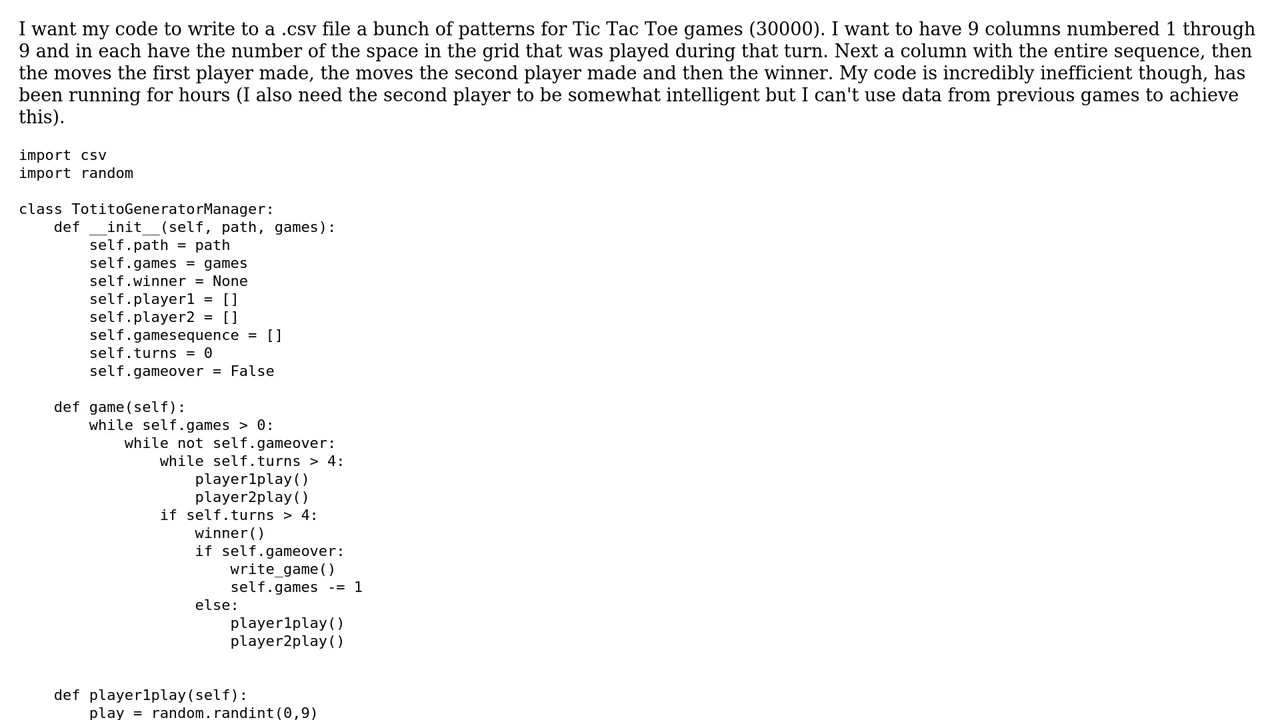 I want my code to write to a .csv file a bunch of patterns for Tic Tac Toe games (30000). I want to have 9 columns numbered 1 through
9 and in each have the number of the space in the grid that was played during that turn. Next a column with the entire sequence, then
the moves the first player made, the moves the second player made and then the winner. My code is incredibly inefficient though, has
been running for hours (I also need the second player to be somewhat intelligent but I can't use data from previous games to achieve
this).

import csv
import random

class TotitoGeneratorManager:
    def __init__(self, path, games):
        self.path = path
        self.games = games
        self.winner = None
        self.player1 = []
        self.player2 = []
        self.gamesequence = []
        self.turns = 0
        self.gameover = False

    def game(self):
        while self.games > 0:
            while not self.gameover:
                while self.turns > 4:
                    player1play()
                    player2play()
                if self.turns > 4:
                    winner()
                    if self.gameover:
                        write_game()
                        self.games -= 1
                    else:
                        player1play()
                        player2play()


    def player1play(self):
        play = random.randint(0,9)